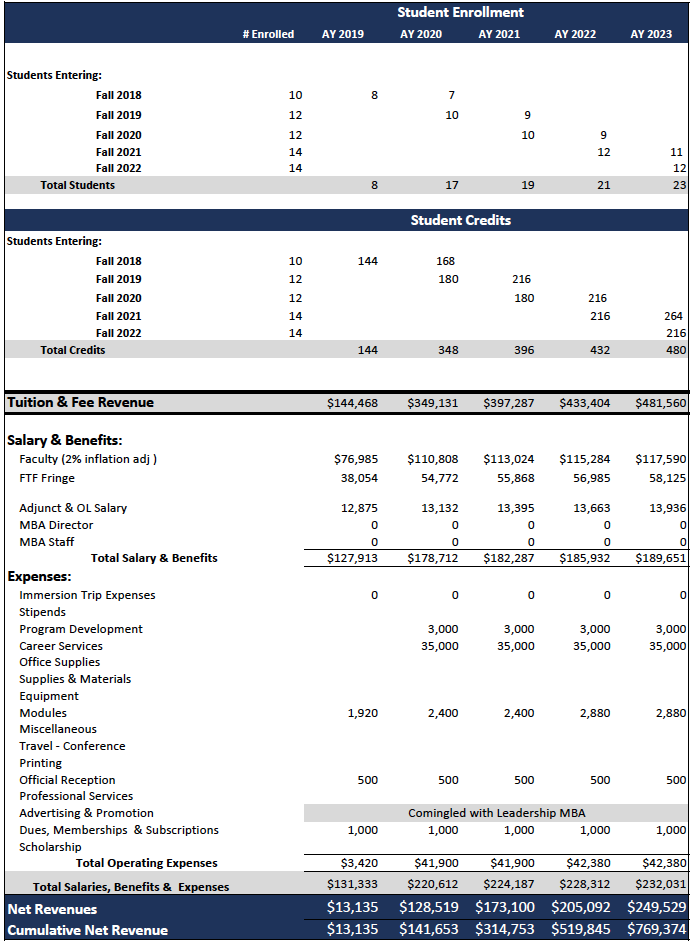 Student Enrollment
# Enrolled AY 2019 AY 2020 AY 2021 AY 2022 AY 2023
Students Entering:
Fall 2018 10 8 7
Fall 2019 12 10 9
Fall 2020 12 10 9
Fall 2021 14 12 11
Fall 2022 14 12
Total Students 8 17 19 21 23
Student Credits
Students Entering:
Fall 2018 10 144 168
Fall 2019 12 180 216
Fall 2020 12 180 216
Fall 2021 14 216 264
Fall 2022 14 216
Total Credits 144 348 396 432 480
Tuition & Fee Revenue $144,468 $349,131 $397,287 $433,404 $481,560
Salary & Benefits:
Faculty (2% inflation adj ) $76,985 $110,808 $113,024 $115,284 $117,590
FTF Fringe 38,054 54,772 55,868 56,985 58,125
Adjunct & OL Salary 12,875 13,132 13,395 13,663 13,936
MBA Director 0 0 0 0 0
MBA Staff 0 0 0 0 0
Total Salary & Benefits $127,913 $178,712 $182,287 $185,932 $189,651
Expenses:
Immersion Trip Expenses 0 0 0 0 0
Stipends
Program Development 3,000 3,000 3,000 3,000
Career Services 35,000 35,000 35,000 35,000
Office Supplies
Supplies & Materials
Equipment
Modules 1,920 2,400 2,400 2,880 2,880
Miscellaneous
Travel - Conference
Printing
Official Reception 500 500 500 500 500
Professional Services
Advertising & Promotion Comingled with Leadership MBA
Dues, Memberships & Subscriptions 1,000 1,000 1,000 1,000 1,000
Scholarship
Total Operating Expenses $3,420 $41,900 $41,900 $42,380 $42,380
Total Salaries, Benefits & Expenses $131,333 $220,612 $224,187 $228,312 $232,031
Net Revenues $13,135 $128,519 $173,100 $205,092 $249,529
Cumulative Net Revenue $13,135 $141,653 $314,753 $519,845 $769,374